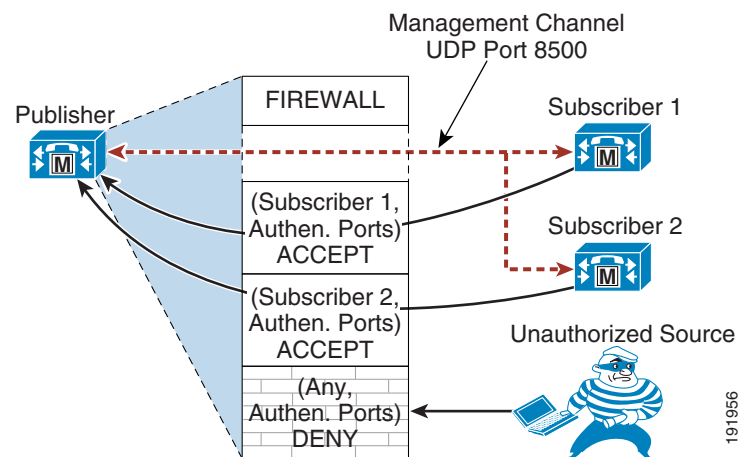 Management Channel
UDP Port 8500
Publisher
FIREWALL
Subscriber 1
M
M
(Subscriber 1,
Authen. Ports)
ACCEPT
Subscriber 2
M
(Subscriber 2,
Authen. Ports)
ACCEPT
Unauthorized Source
(Any,
Authen. Ports)
DENY
191956